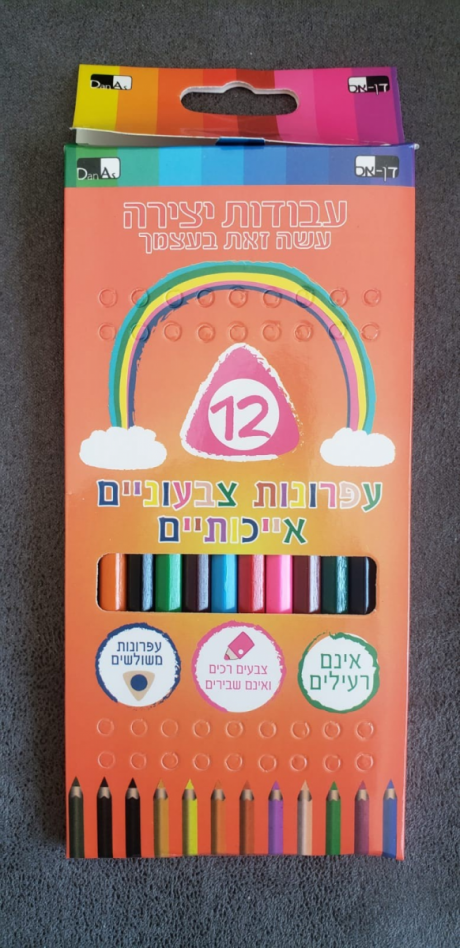 DanAs
דן-אס
DanAs
דן-אס
עבודות יצירה
עשה זאת בעצמך
12
עפרונות צבעוניים
אייכותיים
עפרונות
משולשים
צבעים רכים
ואינם שבירים
אינם
רעילים